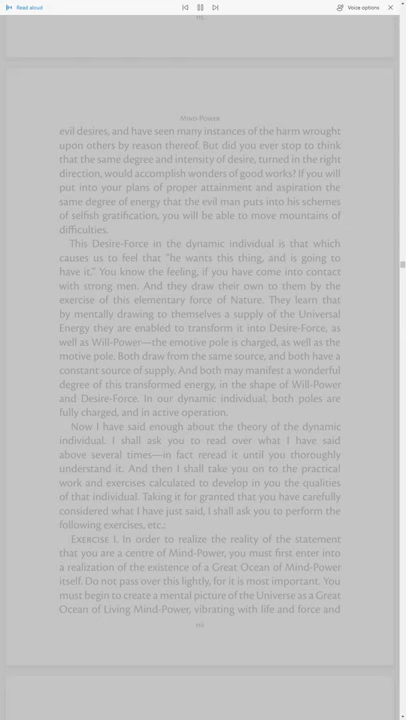 Read aloud
Voice options
Mind-Power
evil desires, and have seen many instances of the harm wrought
upon others by reason thereof. But did you ever stop to think
that the same degree and intensity of desire, turned in the right
direction, would accomplish wonders of good works? If you will
put into your plans of proper attainment and aspiration the
same degree of energy that the evil man puts into his schemes
of selfish gratification, you will be able to move mountains of
difficulties.
This Desire-Force in the dynamic individual is that which
causes us to feel that “he wants this thing, and is going to
have it.” You know the feeling, if you have come into contact
with strong men. And they draw their own to them by the
exercise of this elementary force of Nature. They learn that
by mentally drawing to themselves a supply of the Universal
Energy they are enabled to transform it into Desire-Force, as
well as Will-Power—the emotive pole is charged, as well as the
motive pole. Both draw from the same source, and both have a
constant source of supply. And both may manifest a wonderful
degree of this transformed energy, in the shape of Will-Power
and Desire-Force. In our dynamic individual, both poles are
fully charged, and in active operation.
Now I have said enough about the theory of the dynamic
individual. I shall ask you to read over what I have said
above several times—in fact reread it until you thoroughly
understand it. And then I shall take you on to the practical
work and exercises calculated to develop in you the qualities
of that individual. Taking it for granted that you have carefully
considered what I have just said, I shall ask you to perform the
following exercises, etc.:
Exercise I. In order to realize the reality of the statement
that you are a centre of Mind-Power, you must first enter into
a realization of the existence of a Great Ocean of Mind-Power
itself. Do not pass over this lightly, for it is most important. You
must begin to create a mental picture of the Universe as a Great
Ocean of Living Mind-Power, vibrating with life and force and